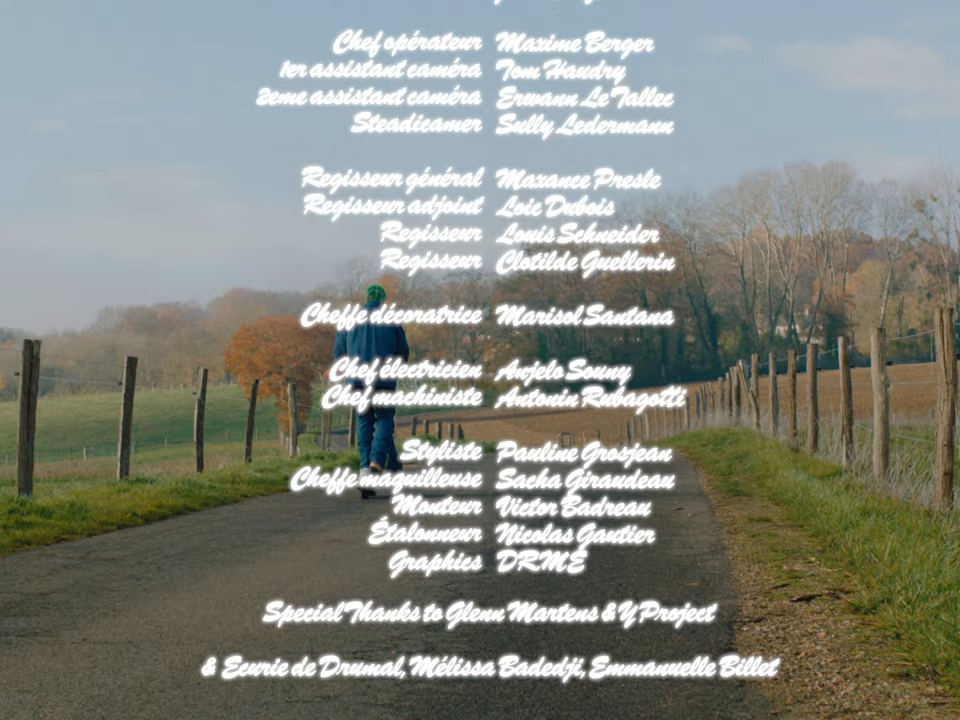 Chef opérateur Maxime Berger
1er assistant caméra Tom Haudry
2eme assistant caméra Erwann Le Tallec
Steadicamer Sully Ledermann
Regisseur général Maxance Presle
Regisseur adjoint Loic Dubois
Regisseur Louis Schneider
Regisseur Clotilde Guellerin
Cheffe décoratrice Marisol Santana
Chef électricien Anjelo Souny
Chef machiniste Antonin Rubagotti
Styliste Pauline Grosjean
Cheffe maquilleuse Sacha Giraudeau
Monteur Victor Badreau
Étalonneur Nicolas Gautier
Graphics DRME
Special Thanks to Glenn Martens & Y Project
& Ecurie de Drumal, Mélissa Badedji, Emmanuelle Billet